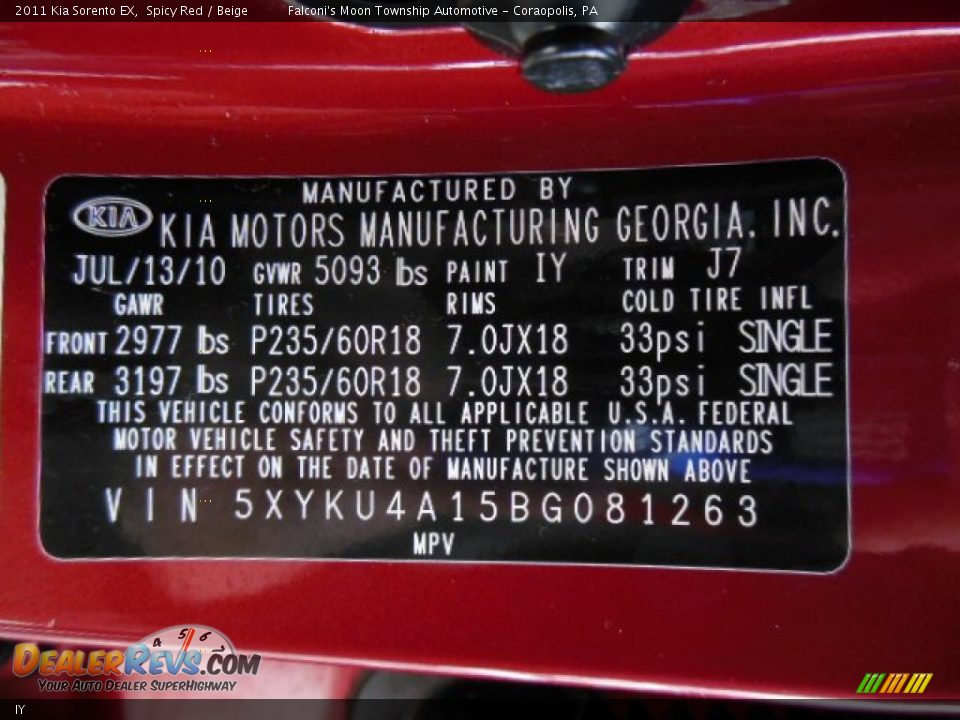 2011 Kia Sorento EX, Spicy Red / Beige Falconi's Moon Township Automotive - Coraopolis, PA
MANUFACTURED BY
KIA KIA MOTORS MANUFACTURING GEORGIA. INC.
JUL/13/10 GVWR 5093 lbs PAINT IY TRIM J7
GAWR TIRES RIMS COLD TIRE INFL
FRONT 2977 lbs P235/60R18 7.0JX18 33psi SINGLE
REAR 3197 lbs P235/60R18 7.0JX18 33psi SINGLE
THIS VEHICLE CONFORMS TO ALL APPLICABLE U.S.A. FEDERAL
MOTOR VEHICLE SAFETY AND THEFT PREVENTION STANDARDS
IN EFFECT ON THE DATE OF MANUFACTURE SHOWN ABOVE
VIN 5XYKU4A15BG081263
MPV
4 5 6 7
DEALERREVS.COM
YOUR AUTO DEALER SUPERHIGHWAY
IY